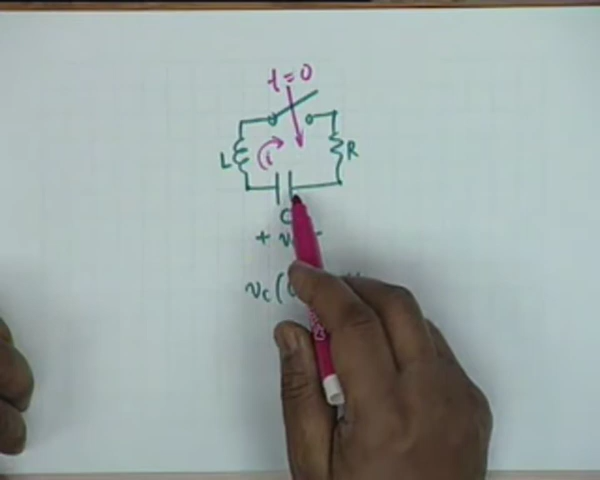 t = 0
L R
i
C
+ v -
v_c(